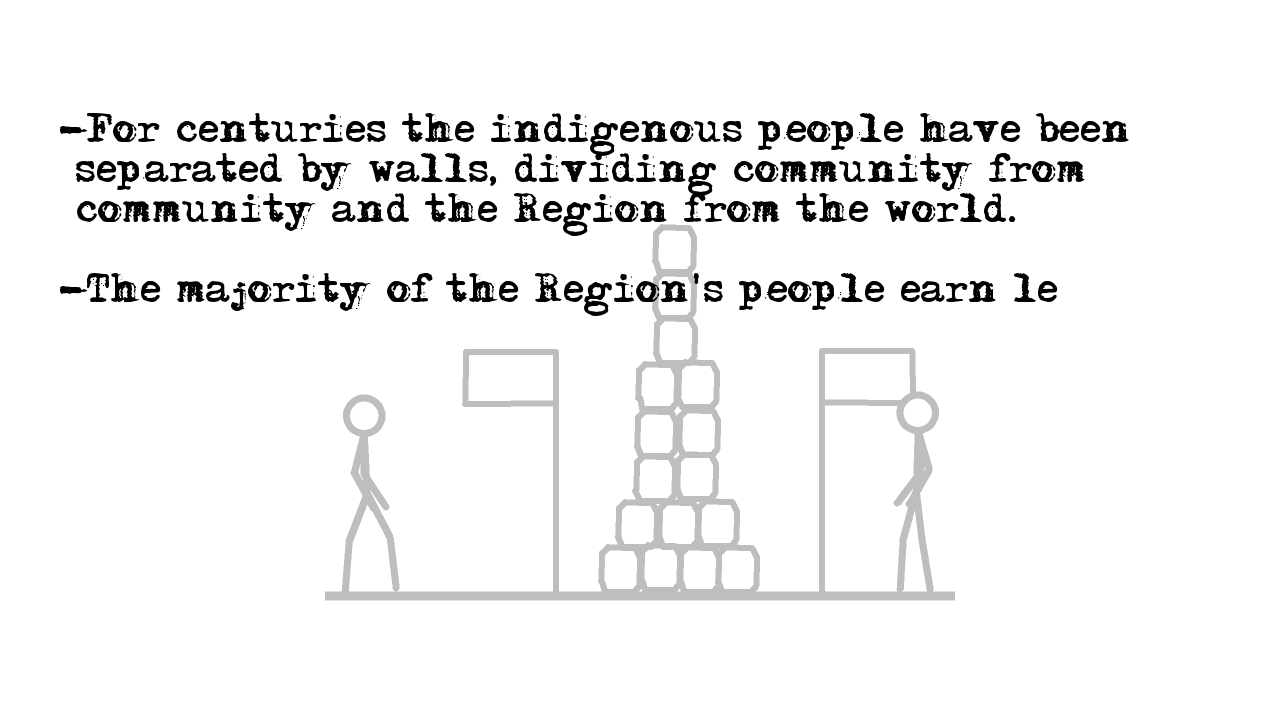 -For centuries the indigenous people have been
separated by walls, dividing community from
community and the Region from the world.
-The majority of the Region's people earn le